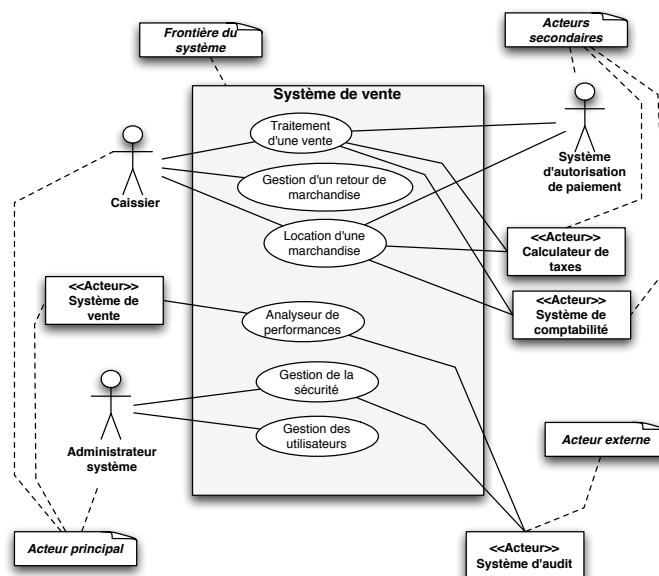 Frontière du
système
Acteurs
secondaires
Système de vente
Traitement
d'une vente
Gestion d'un retour de
marchandise
Location d'une
marchandise
Caissier
Système
d'autorisation
de paiement
<<Acteur>>
Calculateur de
taxes
<<Acteur>>
Système de
vente
<<Acteur>>
Système de
comptabilité
Analyseur de
performances
Gestion de la
sécurité
Gestion des
utilisateurs
Administrateur
système
Acteur externe
Acteur principal
<<Acteur>>
Système d'audit